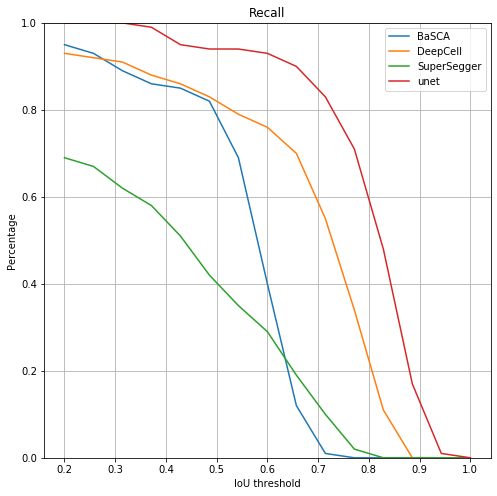 Recall
BaSCA
DeepCell
SuperSegger
unet
Percentage
1.0
0.8
0.6
0.4
0.2
0.0
0.2 0.3 0.4 0.5 0.6 0.7 0.8 0.9 1.0
IoU threshold